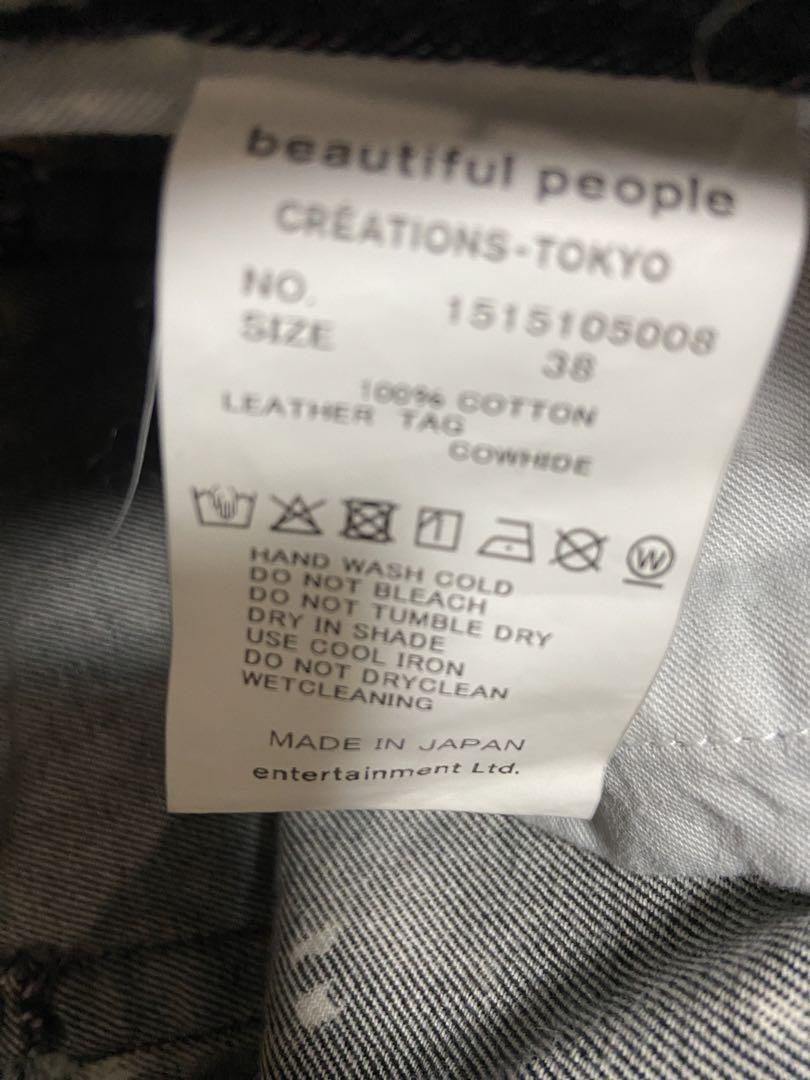 beautiful people
CRÉATIONS-TOKYO
NO. 1515105008
SIZE 38
100% COTTON
LEATHER TAG
COWHIDE
W
HAND WASH COLD
DO NOT BLEACH
DO NOT TUMBLE DRY
DRY IN SHADE
USE COOL IRON
DO NOT DRYCLEAN
WETCLEANING
MADE IN JAPAN
entertainment Ltd.